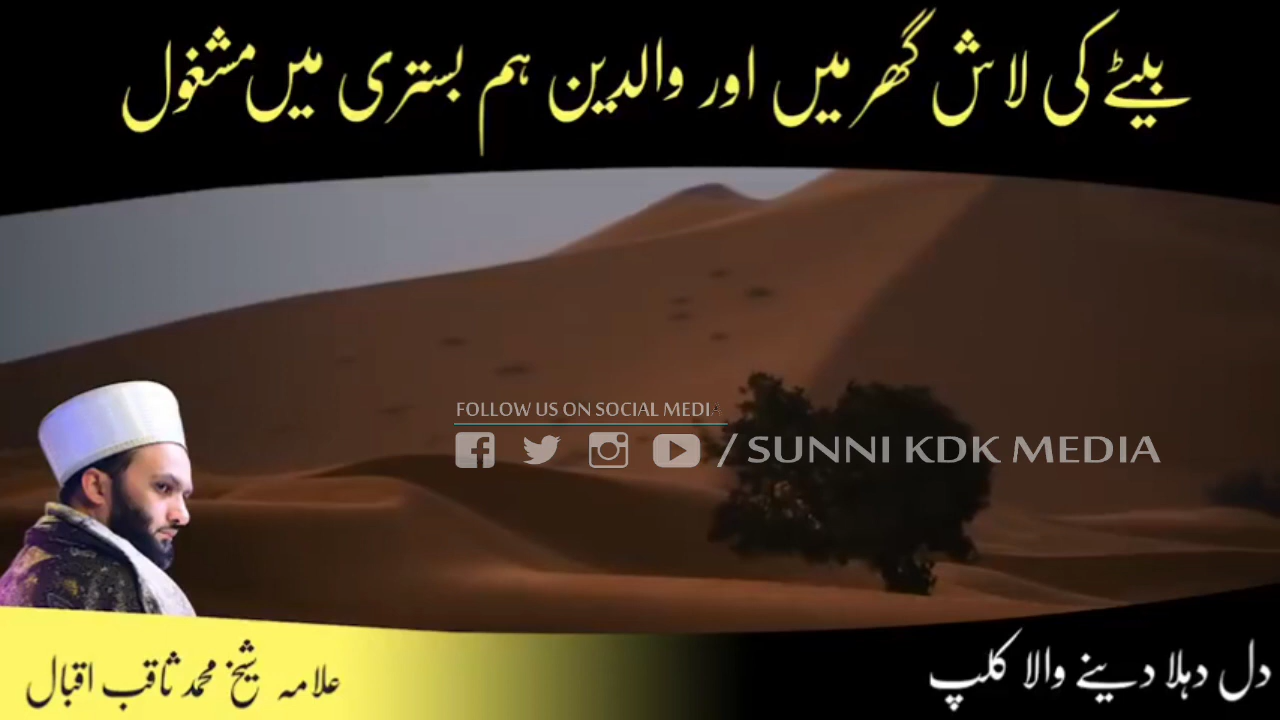 بیٹے کی لاش گھر میں اور والدین ہم بستری میں مشغول
FOLLOW US ON SOCIAL MEDIA
/ SUNNI KDK MEDIA
دل دہلا دینے والا کلپ
علامہ شیخ محمد ثاقب اقبال